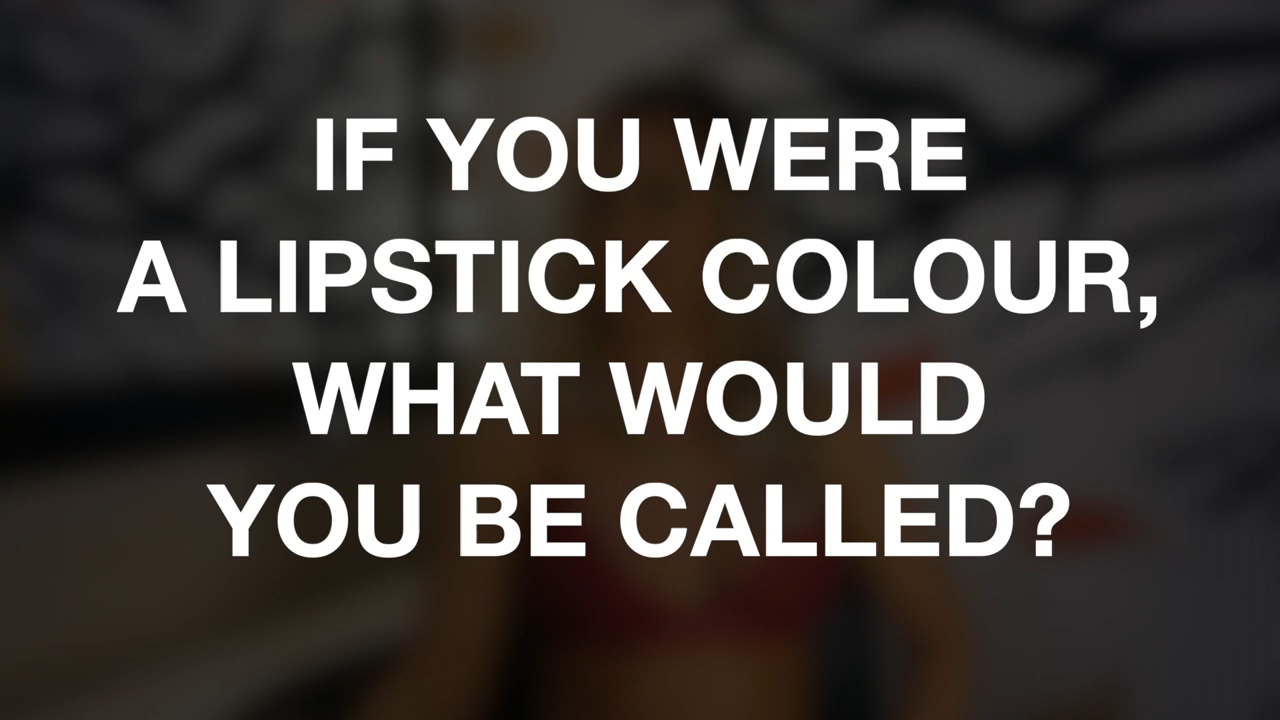 IF YOU WERE
A LIPSTICK COLOUR,
WHAT WOULD
YOU BE CALLED?